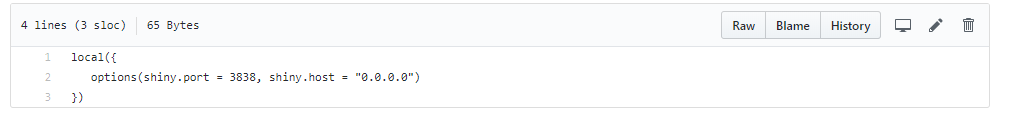 4 lines (3 sloc) 65 Bytes Raw Blame History
1 local({
2 options(shiny.port = 3838, shiny.host = "0.0.0.0")
3 })